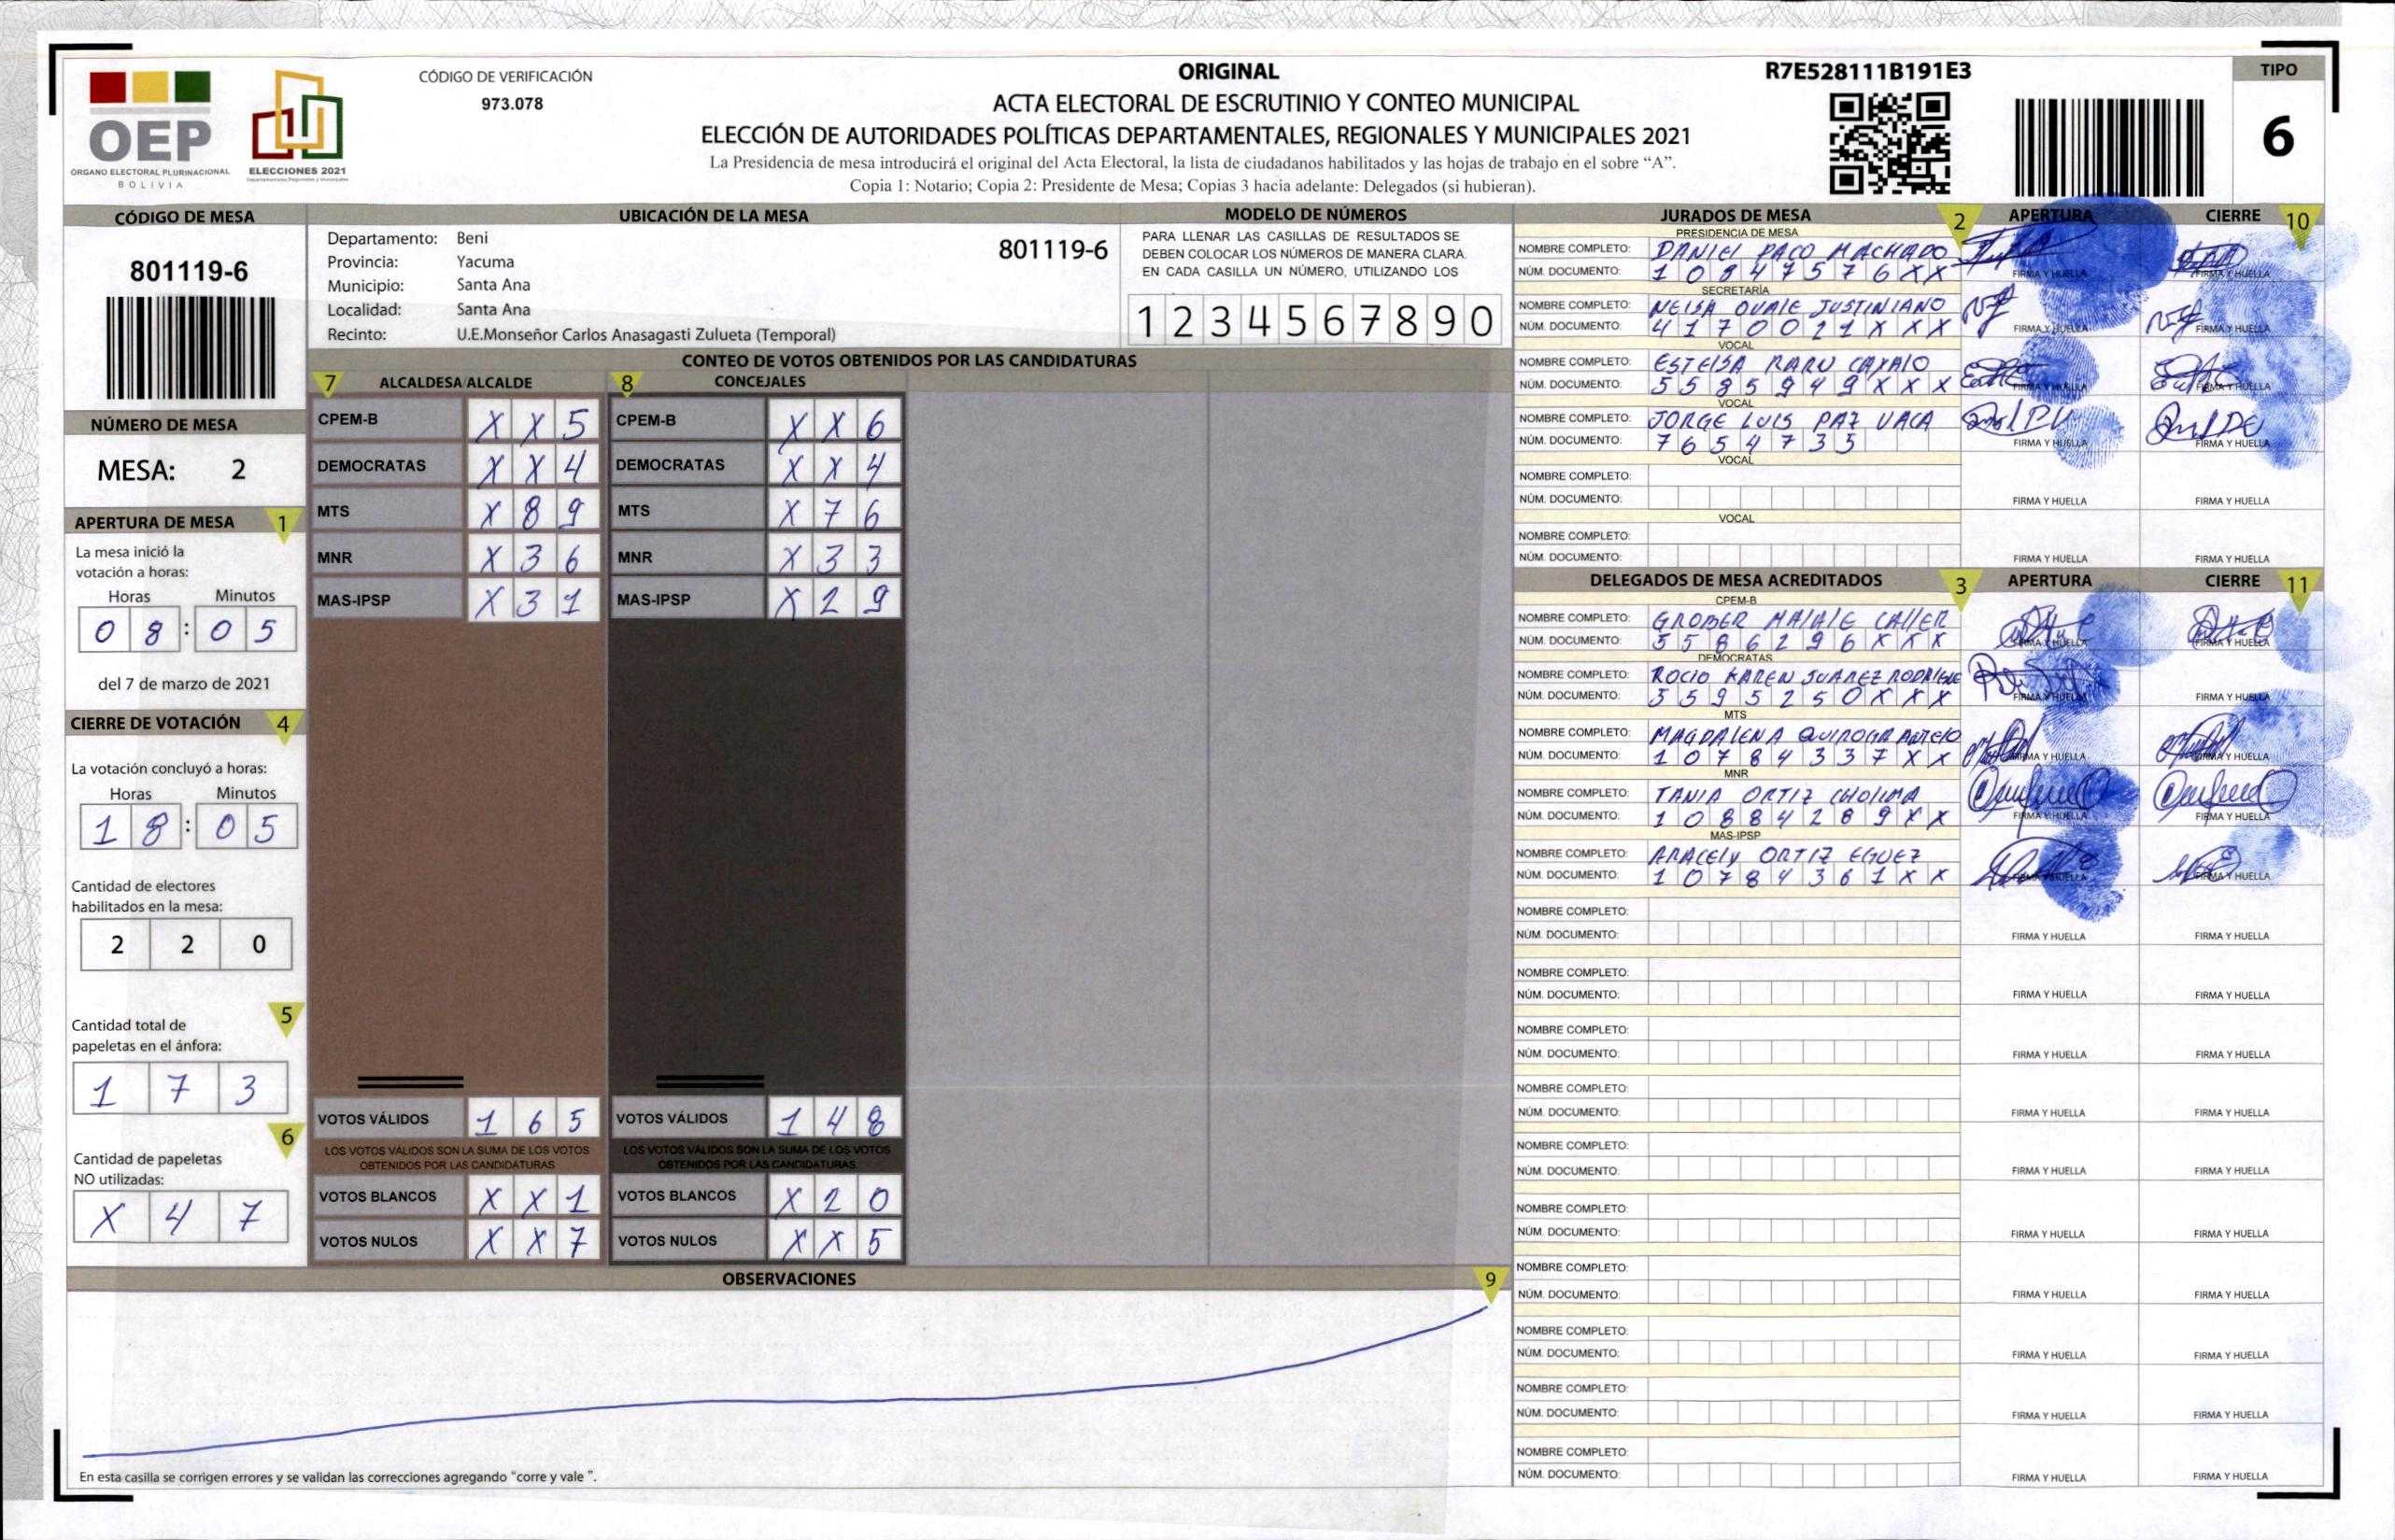 OEP
ÓRGANO ELECTORAL PLURINACIONAL
BOLIVIA
ELECCIONES 2021
CÓDIGO DE VERIFICACIÓN
973.078
ORIGINAL
ACTA ELECTORAL DE ESCRUTINIO Y CONTEO MUNICIPAL
ELECCIÓN DE AUTORIDADES POLÍTICAS DEPARTAMENTALES, REGIONALES Y MUNICIPALES 2021
La Presidencia de mesa introducirá el original del Acta Electoral, la lista de ciudadanos habilitados y las hojas de trabajo en el sobre “A”.
Copia 1: Notario; Copia 2: Presidente de Mesa; Copias 3 hacia adelante: Delegados (si hubieran).
R7E528111B191E3
TIPO
6
CÓDIGO DE MESA
801119-6
NÚMERO DE MESA
MESA: 2
APERTURA DE MESA 1
La mesa inició la
votación a horas:
Horas Minutos
0 8 : 0 5
del 7 de marzo de 2021
CIERRE DE VOTACIÓN 4
La votación concluyó a horas:
Horas Minutos
1 8 : 0 5
Cantidad de electores
habilitados en la mesa:
2 2 0
5
Cantidad total de
papeletas en el ánfora:
1 7 3
6
Cantidad de papeletas
NO utilizadas:
X 4 7
UBICACIÓN DE LA MESA
Departamento: Beni
801119-6
Provincia: Yacuma
Municipio: Santa Ana
Localidad: Santa Ana
Recinto: U.E.Monseñor Carlos Anasagasti Zulueta (Temporal)
MODELO DE NÚMEROS
PARA LLENAR LAS CASILLAS DE RESULTADOS SE
DEBEN COLOCAR LOS NÚMEROS DE MANERA CLARA.
EN CADA CASILLA UN NÚMERO, UTILIZANDO LOS
1 2 3 4 5 6 7 8 9 0
CONTEO DE VOTOS OBTENIDOS POR LAS CANDIDATURAS
7 ALCALDESA/ALCALDE
CPEM-B X X 5
DEMOCRATAS X X 4
MTS X 8 9
MNR X 3 6
MAS-IPSP X 3 1
VOTOS VÁLIDOS 1 6 5
LOS VOTOS VÁLIDOS SON LA SUMA DE LOS VOTOS
OBTENIDOS POR LAS CANDIDATURAS
VOTOS BLANCOS X X 1
VOTOS NULOS X X 7
8 CONCEJALES
CPEM-B X X 6
DEMOCRATAS X X 4
MTS X 7 6
MNR X 3 3
MAS-IPSP X 2 9
VOTOS VÁLIDOS 1 4 8
LOS VOTOS VÁLIDOS SON LA SUMA DE LOS VOTOS
OBTENIDOS POR LAS CANDIDATURAS
VOTOS BLANCOS X 2 0
VOTOS NULOS X X 5
OBSERVACIONES 9
En esta casilla se corrigen errores y se validan las correcciones agregando “corre y vale ”.
JURADOS DE MESA 2 APERTURA CIERRE 10
PRESIDENCIA DE MESA
NOMBRE COMPLETO: DANIEL PACO MACHADO
NÚM. DOCUMENTO: 1 0 8 4 7 5 7 6 X X FIRMA Y HUELLA FIRMA Y HUELLA
SECRETARÍA
NOMBRE COMPLETO: NEISA OVALE JUSTINIANO
NÚM. DOCUMENTO: 4 1 7 0 0 2 1 X X X FIRMA Y HUELLA FIRMA Y HUELLA
VOCAL
NOMBRE COMPLETO: ESTEISA
NÚM. DOCUMENTO: 5 5 8 5 9 4 9 X X X FIRMA Y HUELLA FIRMA Y HUELLA
VOCAL
NOMBRE COMPLETO: JORGE LUIS PAZ VACA
NÚM. DOCUMENTO: 7 6 5 4 7 3 5 FIRMA Y HUELLA FIRMA Y HUELLA
VOCAL
NOMBRE COMPLETO:
NÚM. DOCUMENTO: FIRMA Y HUELLA FIRMA Y HUELLA
VOCAL
NOMBRE COMPLETO:
NÚM. DOCUMENTO: FIRMA Y HUELLA FIRMA Y HUELLA
DELEGADOS DE MESA ACREDITADOS 3 APERTURA CIERRE 11
CPEM-B
NOMBRE COMPLETO: GROBER
NÚM. DOCUMENTO: 5 5 8 6 2 9 6 X X X FIRMA Y HUELLA FIRMA Y HUELLA
DEMOCRATAS
NOMBRE COMPLETO: ROCIO KAREN JUAREZ
NÚM. DOCUMENTO: 5 5 9 5 2 5 0 X X X FIRMA Y HUELLA FIRMA Y HUELLA
MTS
NOMBRE COMPLETO: MAGDALENA QUIROGA
NÚM. DOCUMENTO: 1 0 7 8 4 3 3 7 X X FIRMA Y HUELLA FIRMA Y HUELLA
MNR
NOMBRE COMPLETO: TANIA ORTIZ CHOLIMA
NÚM. DOCUMENTO: 1 0 8 8 4 2 8 9 X X FIRMA Y HUELLA FIRMA Y HUELLA
MAS-IPSP
NOMBRE COMPLETO: ARACELY ORTIZ EGUEZ
NÚM. DOCUMENTO: 1 0 7 8 4 3 6 1 X X FIRMA Y HUELLA FIRMA Y HUELLA
NOMBRE COMPLETO:
NÚM. DOCUMENTO: FIRMA Y HUELLA FIRMA Y HUELLA
NOMBRE COMPLETO:
NÚM. DOCUMENTO: FIRMA Y HUELLA FIRMA Y HUELLA
NOMBRE COMPLETO:
NÚM. DOCUMENTO: FIRMA Y HUELLA FIRMA Y HUELLA
NOMBRE COMPLETO:
NÚM. DOCUMENTO: FIRMA Y HUELLA FIRMA Y HUELLA
NOMBRE COMPLETO:
NÚM. DOCUMENTO: FIRMA Y HUELLA FIRMA Y HUELLA
NOMBRE COMPLETO:
NÚM. DOCUMENTO: FIRMA Y HUELLA FIRMA Y HUELLA
NOMBRE COMPLETO:
NÚM. DOCUMENTO: FIRMA Y HUELLA FIRMA Y HUELLA
NOMBRE COMPLETO:
NÚM. DOCUMENTO: FIRMA Y HUELLA FIRMA Y HUELLA
NOMBRE COMPLETO:
NÚM. DOCUMENTO: FIRMA Y HUELLA FIRMA Y HUELLA
NOMBRE COMPLETO:
NÚM. DOCUMENTO: FIRMA Y HUELLA FIRMA Y HUELLA